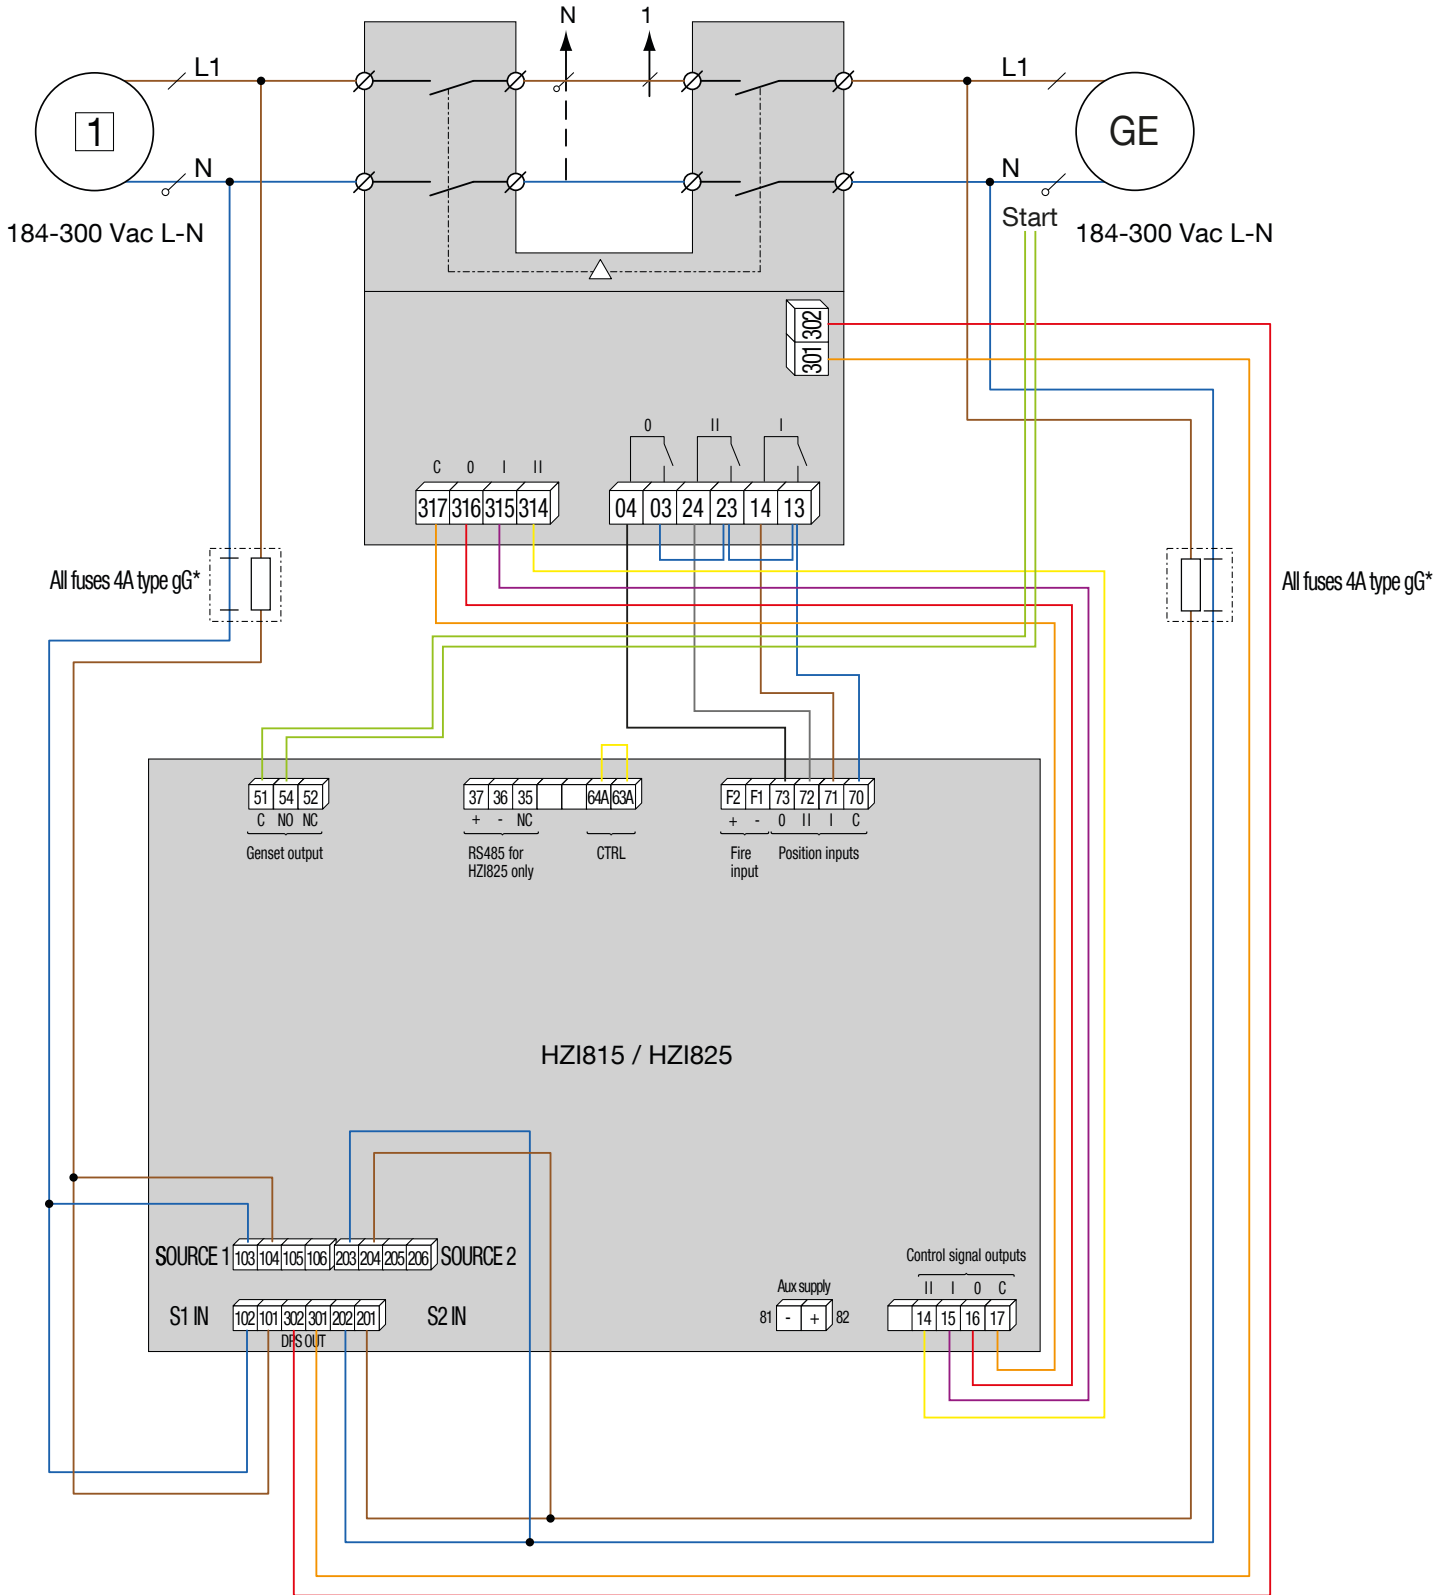 N 1
L1 L1
1 GE
N N
184-300 Vac L-N Start 184-300 Vac L-N
302
301
0 II I
C 0 I II
317 316 315 314 04 03 24 23 14 13
All fuses 4A type gG* All fuses 4A type gG*
51 54 52 37 36 35 64A 63A F2 F1 73 72 71 70
C NO NC + - NC + - 0 II I C
Genset output RS485 for CTRL Fire Position inputs
HZI825 only input
HZI815 / HZI825
SOURCE 1 103 104 105 106 203 204 205 206 SOURCE 2 Control signal outputs
Aux supply II I 0 C
S1 IN 102 101 302 301 202 201 S2 IN 81 - + 82 14 15 16 17
DPS OUT